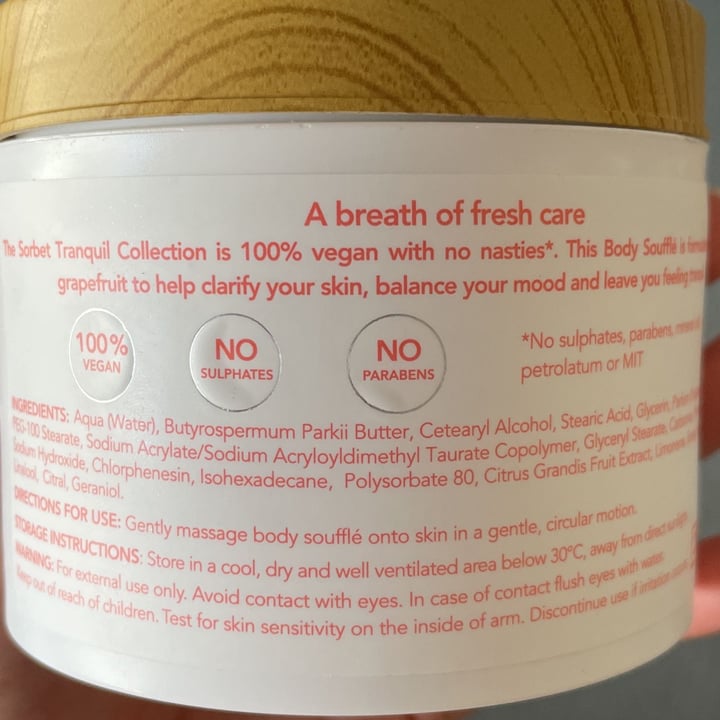 A breath of fresh care
The Sorbet Tranquil Collection is 100% vegan with no nasties*. This Body Soufflé is
grapefruit to help clarify your skin, balance your mood and leave you feeling
100%
VEGAN
NO
SULPHATES
NO
PARABENS
*No sulphates, parabens, mineral
petrolatum or MIT
INGREDIENTS: Aqua (Water), Butyrospermum Parkii Butter, Cetearyl Alcohol, Stearic Acid, Glycerin,
PEG-100 Stearate, Sodium Acrylate/Sodium Acryloyldimethyl Taurate Copolymer, Glyceryl Stearate,
Sodium Hydroxide, Chlorphenesin, Isohexadecane, Polysorbate 80, Citrus Grandis Fruit Extract, Limonene,
Linalool, Citral, Geraniol.
DIRECTIONS FOR USE: Gently massage body soufflé onto skin in a gentle, circular motion.
STORAGE INSTRUCTIONS: Store in a cool, dry and well ventilated area below 30°C, away from direct sunlight.
WARNING: For external use only. Avoid contact with eyes. In case of contact flush eyes with water.
Keep out of reach of children. Test for skin sensitivity on the inside of arm. Discontinue use if irritation